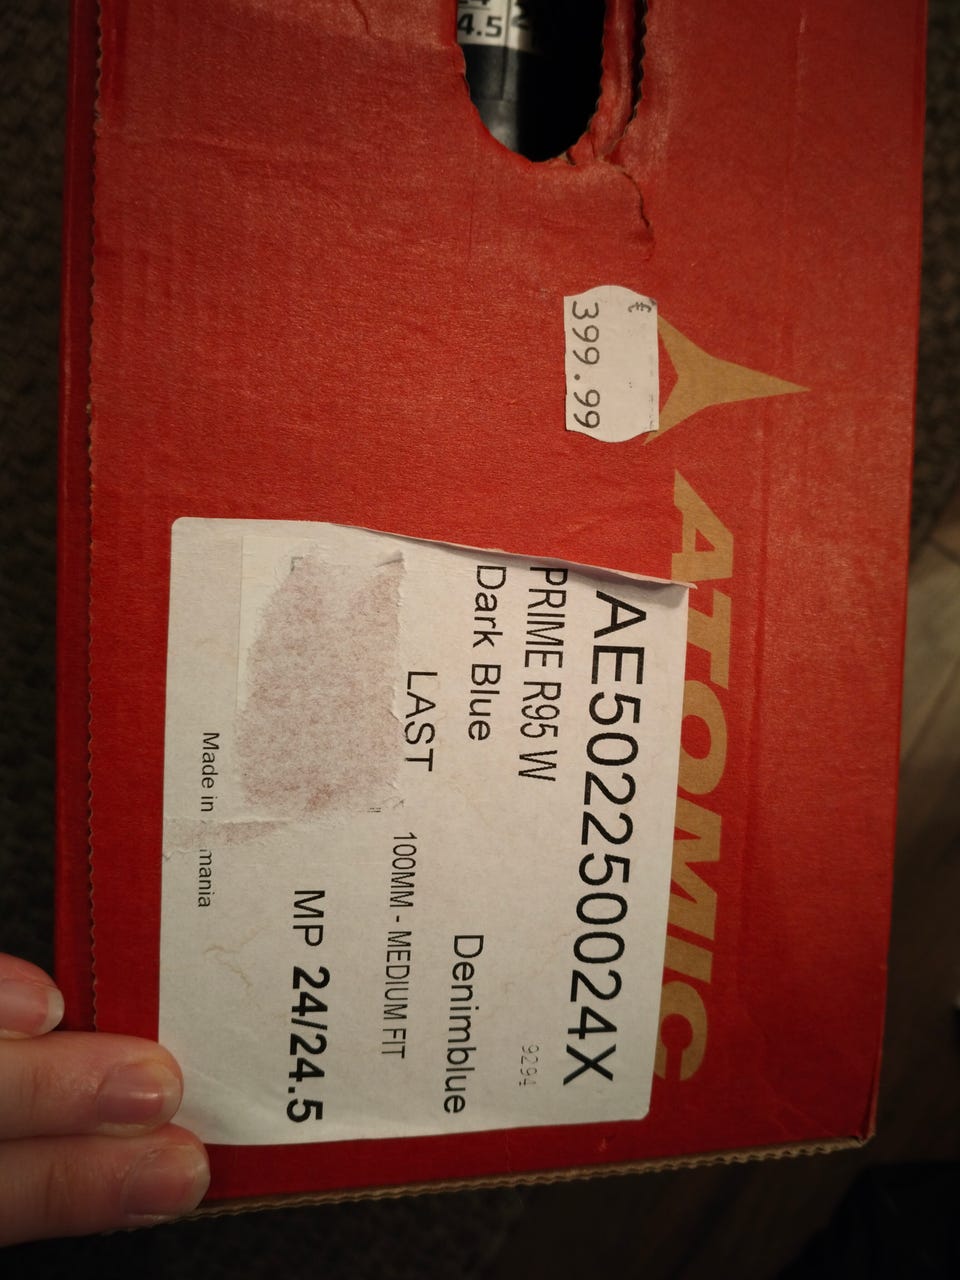 4.5
£
399.99
ATOMIC
AE5022500024X
PRIME R95 W
9294
Dark Blue
Denimblue
LAST
100MM - MEDIUM FIT
MP 24/24.5
Made in mania